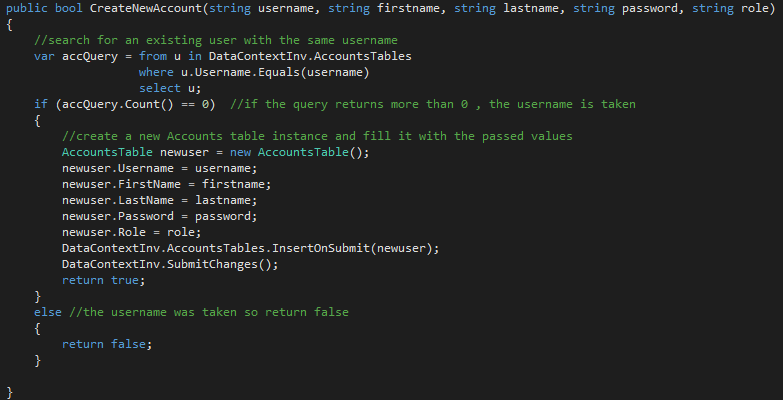 public bool CreateNewAccount(string username, string firstname, string lastname, string password, string role)
{
    //search for an existing user with the same username
    var accQuery = from u in DataContextInv.AccountsTables
                   where u.Username.Equals(username)
                   select u;
    if (accQuery.Count() == 0)  //if the query returns more than 0 , the username is taken
    {
        //create a new Accounts table instance and fill it with the passed values
        AccountsTable newuser = new AccountsTable();
        newuser.Username = username;
        newuser.FirstName = firstname;
        newuser.LastName = lastname;
        newuser.Password = password;
        newuser.Role = role;
        DataContextInv.AccountsTables.InsertOnSubmit(newuser);
        DataContextInv.SubmitChanges();
        return true;
    }
    else //the username was taken so return false
    {
        return false;
    }

}